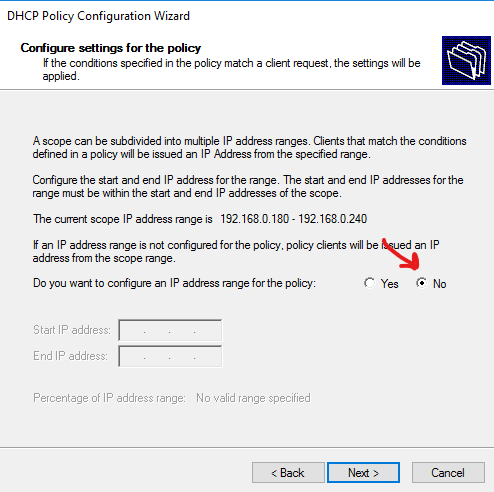 DHCP Policy Configuration Wizard
Configure settings for the policy
If the conditions specified in the policy match a client request, the settings will be
applied.
A scope can be subdivided into multiple IP address ranges. Clients that match the conditions
defined in a policy will be issued an IP Address from the specified range.
Configure the start and end IP address for the range. The start and end IP addresses for the
range must be within the start and end IP addresses of the scope.
The current scope IP address range is 192.168.0.180 - 192.168.0.240
If an IP address range is not configured for the policy, policy clients will be issued an IP
address from the scope range.
Do you want to configure an IP address range for the policy: Yes No
Start IP address: . . .
End IP address: . . .
Percentage of IP address range: No valid range specified
< Back Next > Cancel